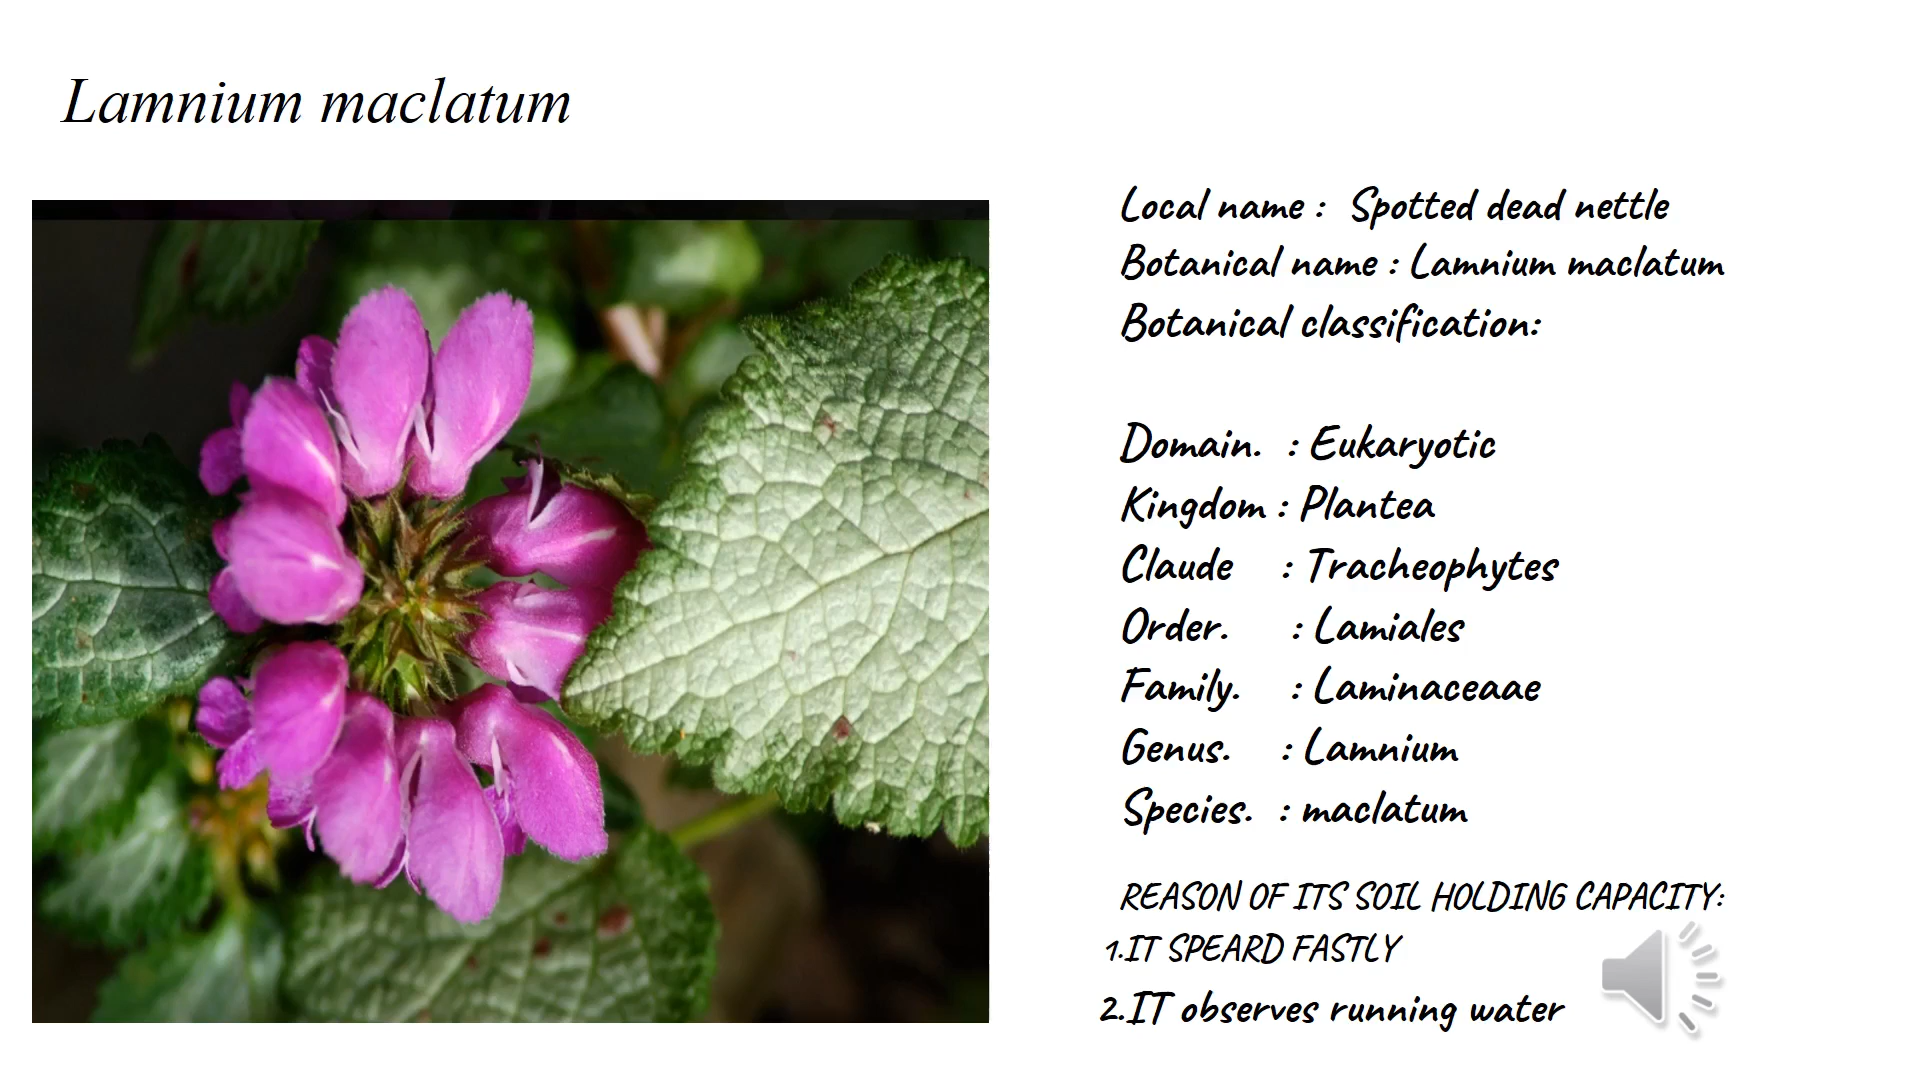 Lamnium maclatum
Local name : Spotted dead nettle
Botanical name : Lamnium maclatum
Botanical classification:
Domain. : Eukaryotic
Kingdom : Plantea
Claude : Tracheophytes
Order. : Lamiales
Family. : Laminaceaae
Genus. : Lamnium
Species. : maclatum
REASON OF ITS SOIL HOLDING CAPACITY:
1.IT SPEARD FASTLY
2.IT observes running water